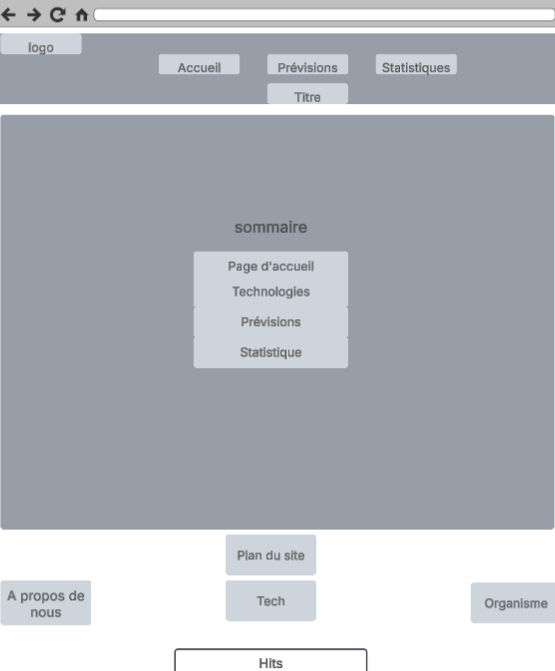 logo
Accueil
Prévisions
Statistiques
Titre
sommaire
Page d'accueil
Technologies
Prévisions
Statistique
Plan du site
A propos de
nous
Tech
Organisme
Hits